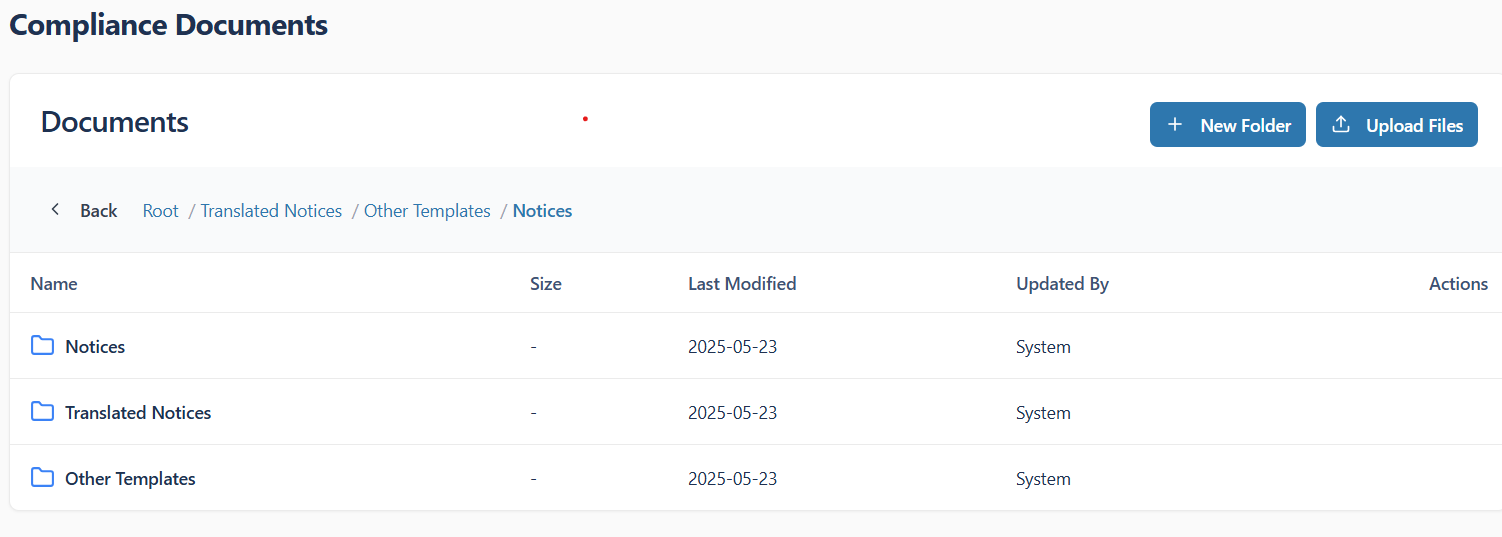 Compliance Documents
Documents
New Folder
Upload Files
Back Root / Translated Notices / Other Templates / Notices
Name Size Last Modified Updated By Actions
Notices - 2025-05-23 System
Translated Notices - 2025-05-23 System
Other Templates - 2025-05-23 System